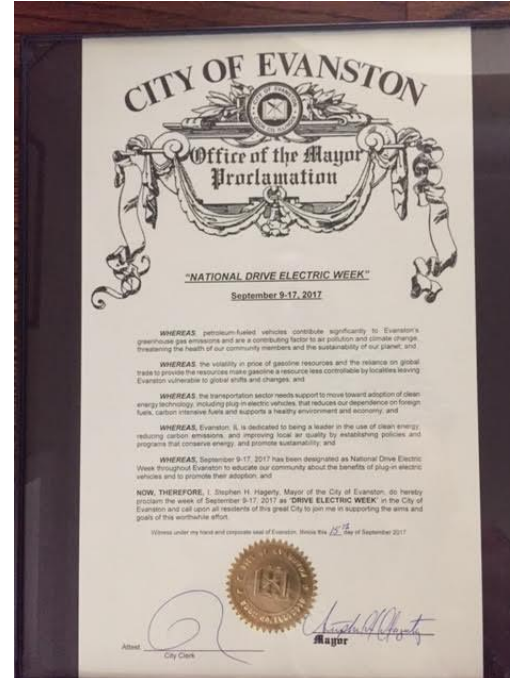 CITY OF EVANSTON
Office of the Mayor
Proclamation
"NATIONAL DRIVE ELECTRIC WEEK"
September 9-17, 2017
WHEREAS, petroleum-fueled vehicles contribute significantly to Evanston's
greenhouse gas emissions and are a contributing factor to air pollution and climate change,
threatening the health of our community members and the sustainability of our planet; and
WHEREAS, the volatility in price of gasoline resources and the reliance on global
trade to provide the resources make gasoline a resource less controllable by localities leaving
Evanston vulnerable to global shifts and changes; and
WHEREAS, the transportation sector needs support to move toward adoption of clean
energy technology, including plug-in electric vehicles, that reduces our dependence on foreign
fuels, carbon intensive fuels and supports a healthy environment and economy; and
WHEREAS, Evanston, IL is dedicated to being a leader in the use of clean energy,
reducing carbon emissions, and improving local air quality by establishing policies and
programs that conserve energy, and promote sustainability; and
WHEREAS, September 9-17, 2017 has been designated as National Drive Electric
Week throughout Evanston to educate our community about the benefits of plug-in electric
vehicles and to promote their adoption; and
NOW, THEREFORE, I, Stephen H. Hagerty, Mayor of the City of Evanston, do hereby
proclaim the week of September 9-17, 2017 as "DRIVE ELECTRIC WEEK" in the City of
Evanston and call upon all residents of this great City to join me in supporting the aims and
goals of this worthwhile effort.
Witness under my hand and corporate seal of Evanston, Illinois this 15th day of September 2017
Mayor
Attest
City Clerk